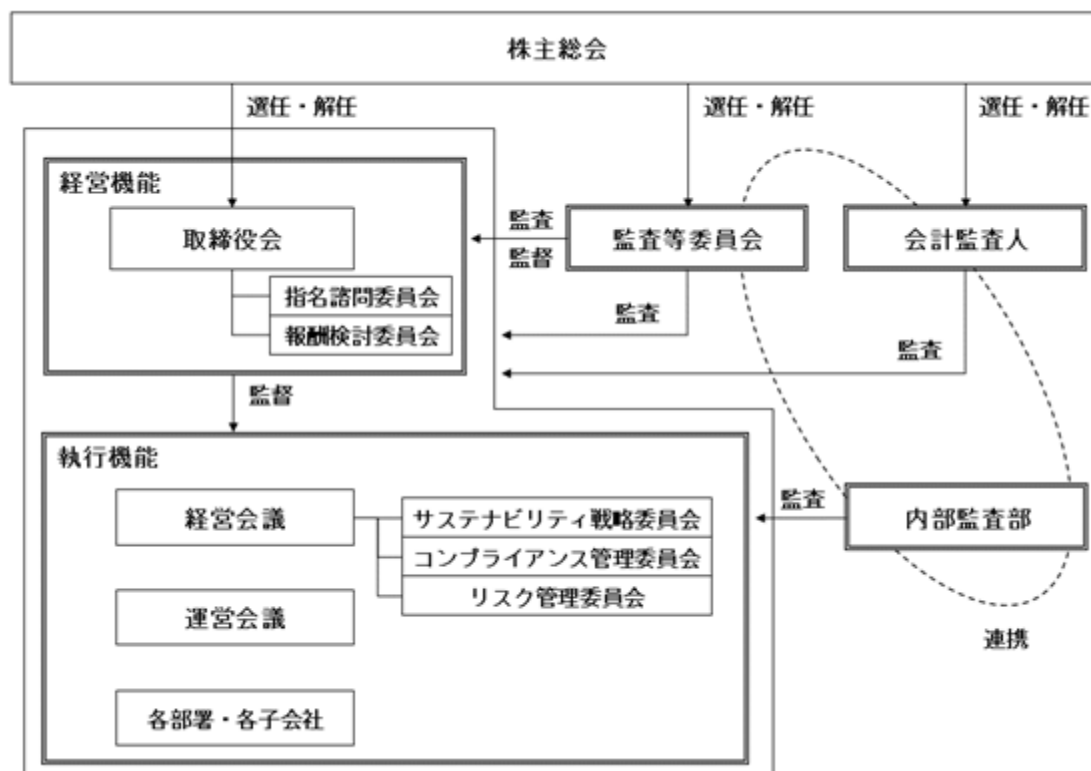 株主総会
選任・解任
選任・解任
選任・解任
経営機能
取締役会
指名諮問委員会
報酬検討委員会
監査
監督
監査等委員会
会計監査人
監査
監査
監督
執行機能
経営会議
サステナビリティ戦略委員会
コンプライアンス管理委員会
リスク管理委員会
監査
内部監査部
運営会議
連携
各部署・各子会社